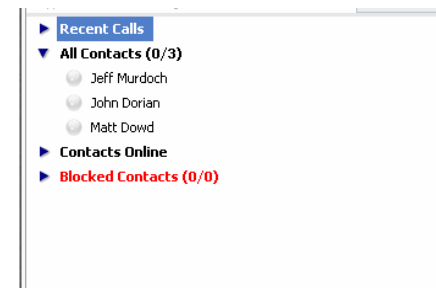 Recent Calls
All Contacts (0/3)
Jeff Murdoch
John Dorian
Matt Dowd
Contacts Online
Blocked Contacts (0/0)